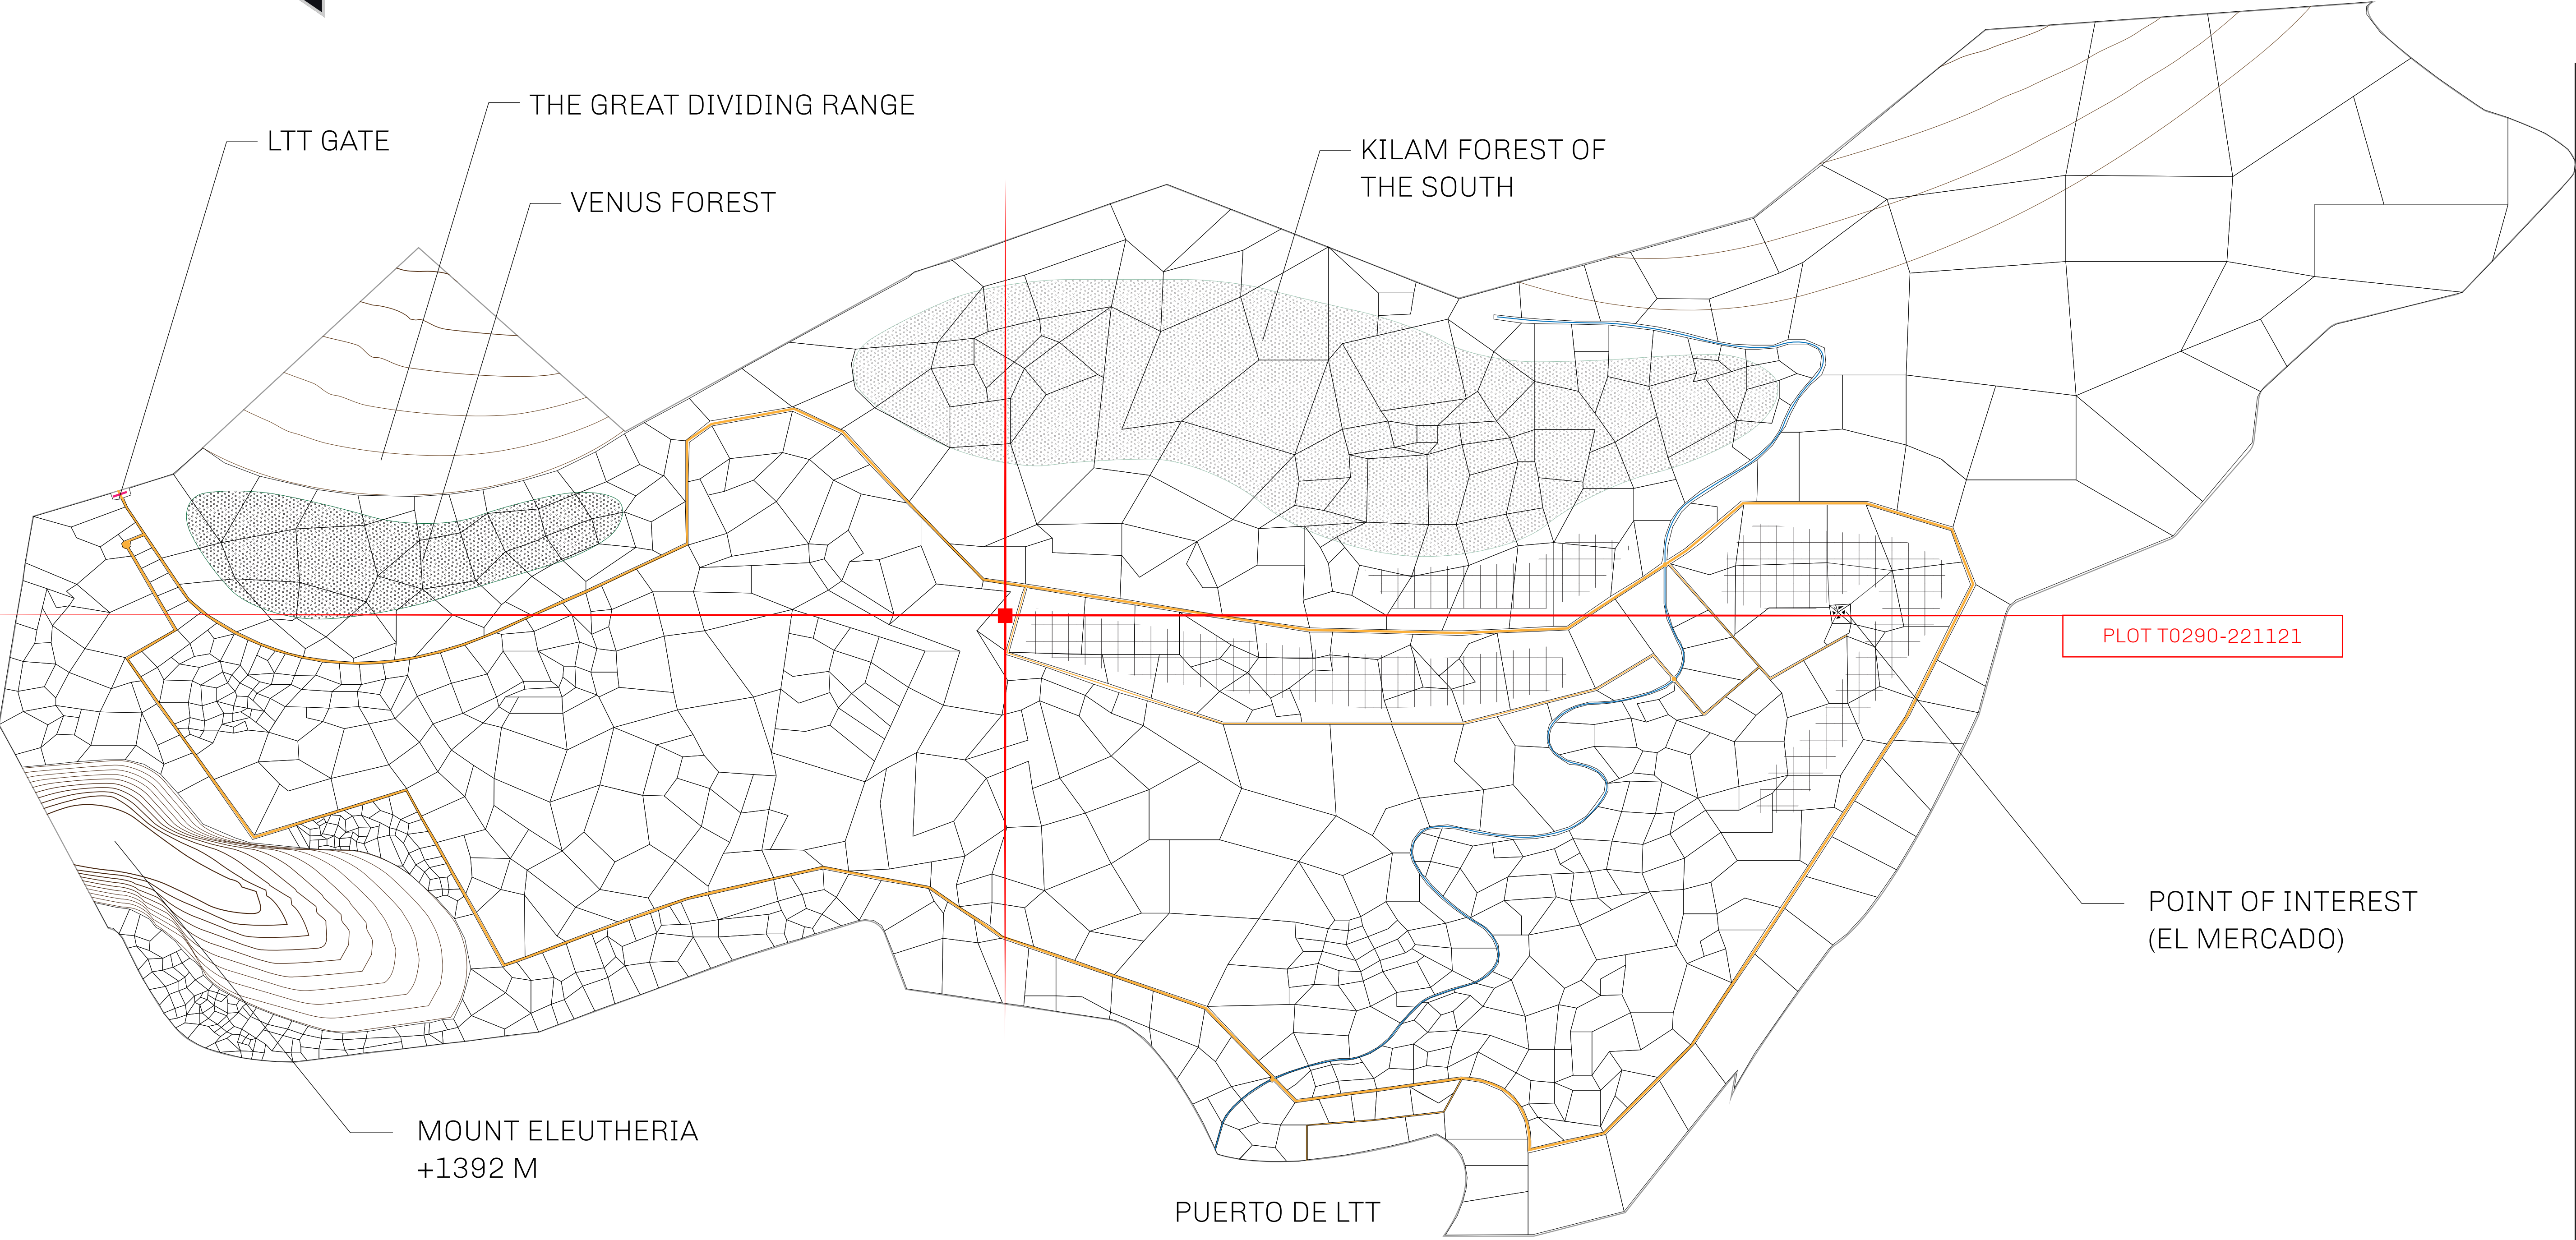 THE GREAT DIVIDING RANGE
LTT GATE
KILAM FOREST OF
THE SOUTH
VENUS FOREST
PLOT T0290-221121
POINT OF INTEREST
(EL MERCADO)
MOUNT ELEUTHERIA
+1392 M
PUERTO DE LTT